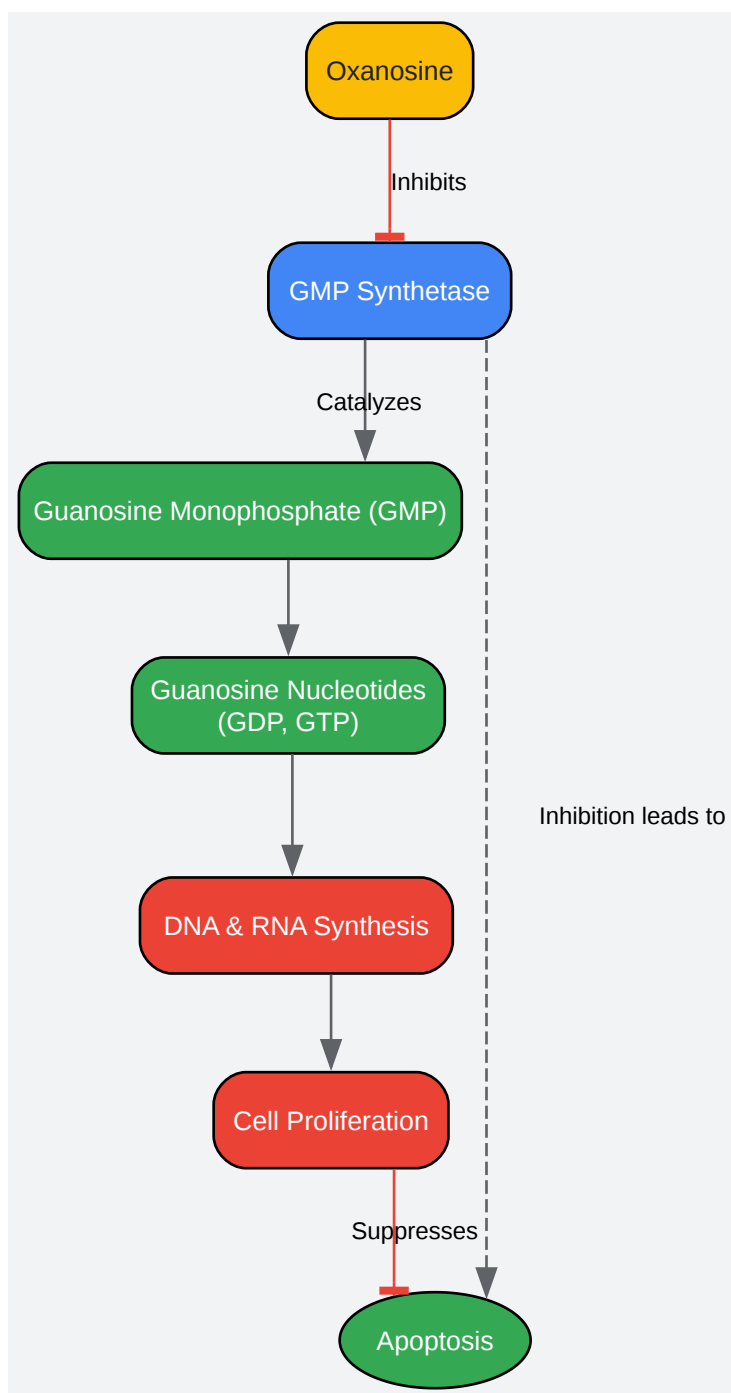 Oxanosine
Inhibits
GMP Synthetase
Catalyzes
Guanosine Monophosphate (GMP)
Guanosine Nucleotides
(GDP, GTP)
Inhibition leads to
DNA & RNA Synthesis
Cell Proliferation
Suppresses
Apoptosis